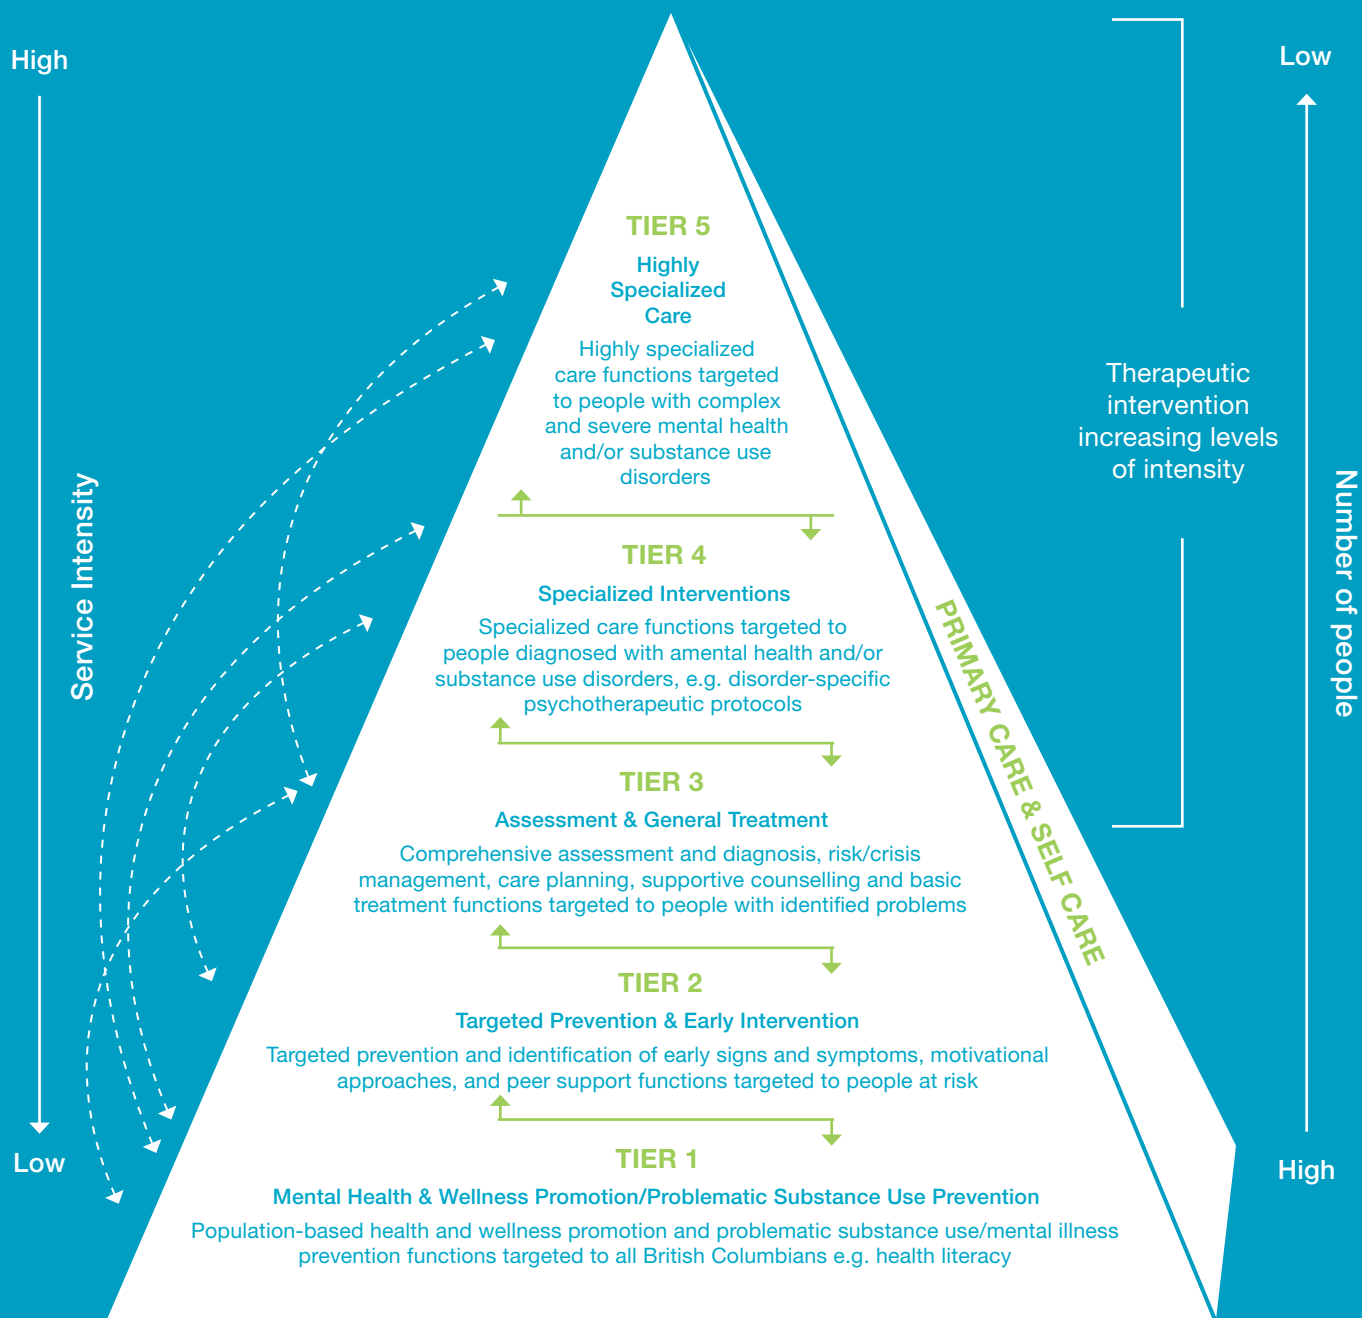 High
Low
Service Intensity
TIER 5
Highly
Specialized
Care
Highly specialized
care functions targeted
to people with complex
and severe mental health
and/or substance use
disorders
TIER 4
Specialized Interventions
Specialized care functions targeted to
people diagnosed with amental health and/or
substance use disorders, e.g. disorder-specific
psychotherapeutic protocols
TIER 3
Assessment & General Treatment
Comprehensive assessment and diagnosis, risk/crisis
management, care planning, supportive counselling and basic
treatment functions targeted to people with identified problems
TIER 2
Targeted Prevention & Early Intervention
Targeted prevention and identification of early signs and symptoms, motivational
approaches, and peer support functions targeted to people at risk
TIER 1
Mental Health & Wellness Promotion/Problematic Substance Use Prevention
Population-based health and wellness promotion and problematic substance use/mental illness
prevention functions targeted to all British Columbians e.g. health literacy
PRIMARY CARE & SELF CARE
Therapeutic
intervention
increasing levels
of intensity
Low
Number of people
High